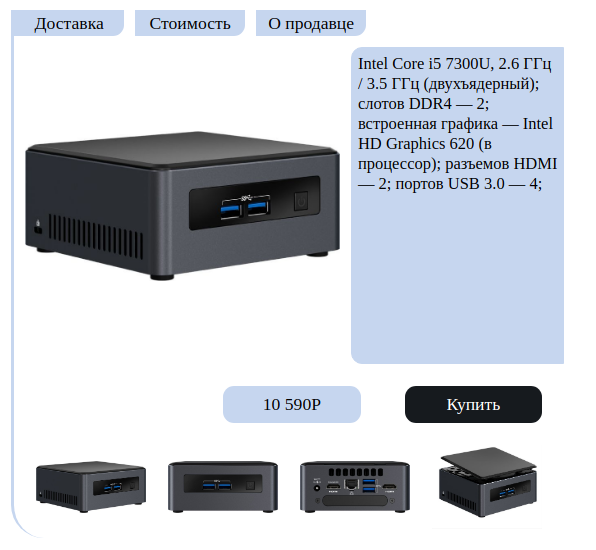 Доставка
Стоимость
О продавце
Intel Core i5 7300U, 2.6 ГГц
/ 3.5 ГГц (двухъядерный);
слотов DDR4 — 2;
встроенная графика — Intel
HD Graphics 620 (в
процессор); разъемов HDMI
— 2; портов USB 3.0 — 4;
10 590Р
Купить